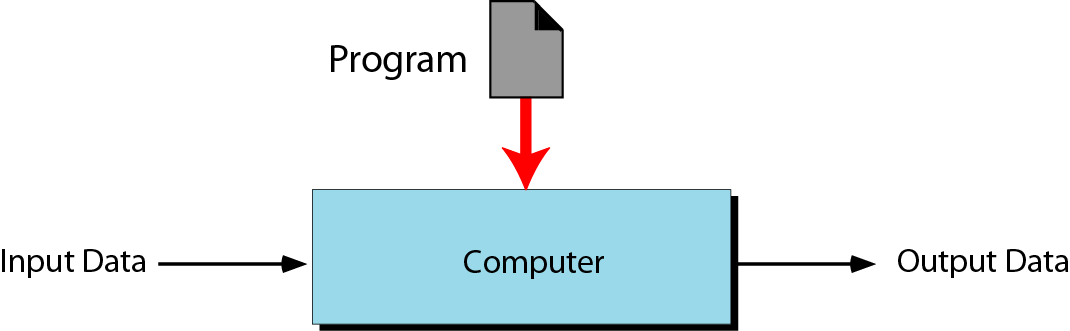 Program
Input Data
Computer
Output Data